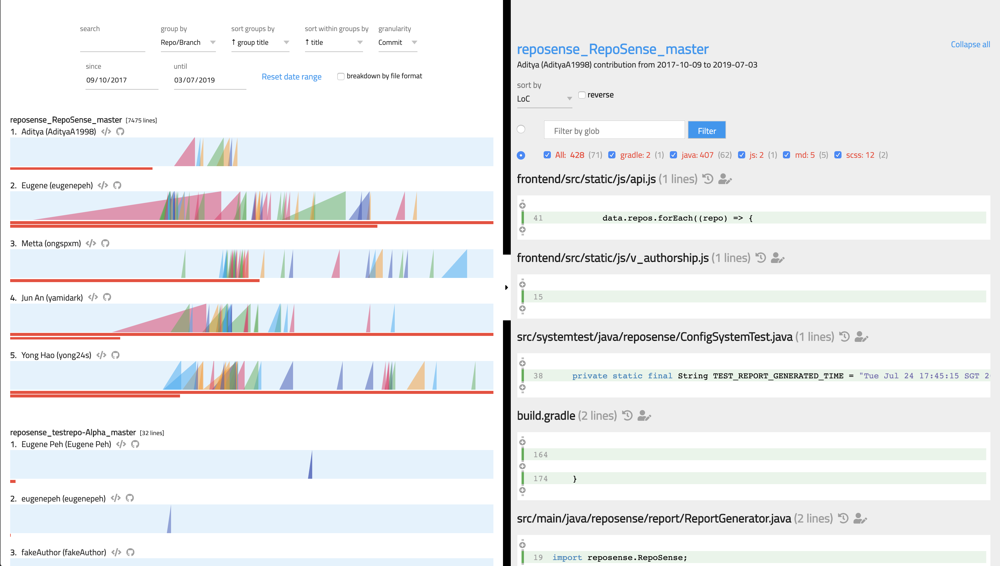 search
group by
sort groups by
sort within groups by
granularity
Repo/Branch
↑ group title
↑ title
Commit
since
until
09/10/2017
03/07/2019
Reset date range
breakdown by file format
reposense_RepoSense_master [7475 lines]
1. Aditya (AdityaA1998)
2. Eugene (eugenepeh)
3. Metta (ongspxm)
4. Jun An (yamidark)
5. Yong Hao (yong24s)
reposense_testrepo-Alpha_master [32 lines]
1. Eugene Peh (Eugene Peh)
2. eugenepeh (eugenepeh)
3. fakeAuthor (fakeAuthor)
Collapse all
reposense_RepoSense_master
Aditya (AdityaA1998) contribution from 2017-10-09 to 2019-07-03
sort by
LoC
reverse
Filter by glob
Filter
All: 428 (71) gradle: 2 (1) java: 407 (62) js: 2 (1) md: 5 (5) scss: 12 (2)
frontend/src/static/js/api.js (1 lines)
41 data.repos.forEach((repo) => {
frontend/src/static/js/v_authorship.js (1 lines)
15
src/systemtest/java/reposense/ConfigSystemTest.java (1 lines)
38 private static final String TEST_REPORT_GENERATED_TIME = "Tue Jul 24 17:45:15 SGT 2
build.gradle (2 lines)
164
174 }
src/main/java/reposense/report/ReportGenerator.java (2 lines)
19 import reposense.RepoSense;